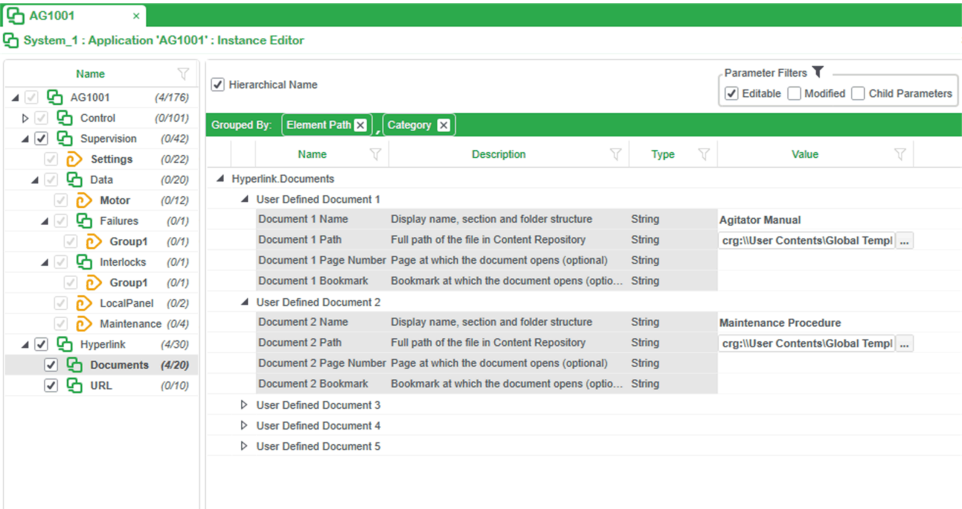 AG1001 ×
System_1 : Application 'AG1001' : Instance Editor
Name
AG1001 (4/176)
Control (0/101)
Supervision (0/42)
Settings (0/22)
Data (0/20)
Motor (0/12)
Failures (0/1)
Group1 (0/1)
Interlocks (0/1)
Group1 (0/1)
LocalPanel (0/2)
Maintenance (0/4)
Hyperlink (4/30)
Documents (4/20)
URL (0/10)
Hierarchical Name
Parameter Filters
Editable Modified Child Parameters
Grouped By: Element Path , Category
Name Description Type Value
Hyperlink.Documents
User Defined Document 1
Document 1 Name Display name, section and folder structure String Agitator Manual
Document 1 Path Full path of the file in Content Repository String crg:\\User Contents\Global Templ ...
Document 1 Page Number Page at which the document opens (optional) String
Document 1 Bookmark Bookmark at which the document opens (optio... String
User Defined Document 2
Document 2 Name Display name, section and folder structure String Maintenance Procedure
Document 2 Path Full path of the file in Content Repository String crg:\\User Contents\Global Templ ...
Document 2 Page Number Page at which the document opens (optional) String
Document 2 Bookmark Bookmark at which the document opens (optio... String
User Defined Document 3
User Defined Document 4
User Defined Document 5